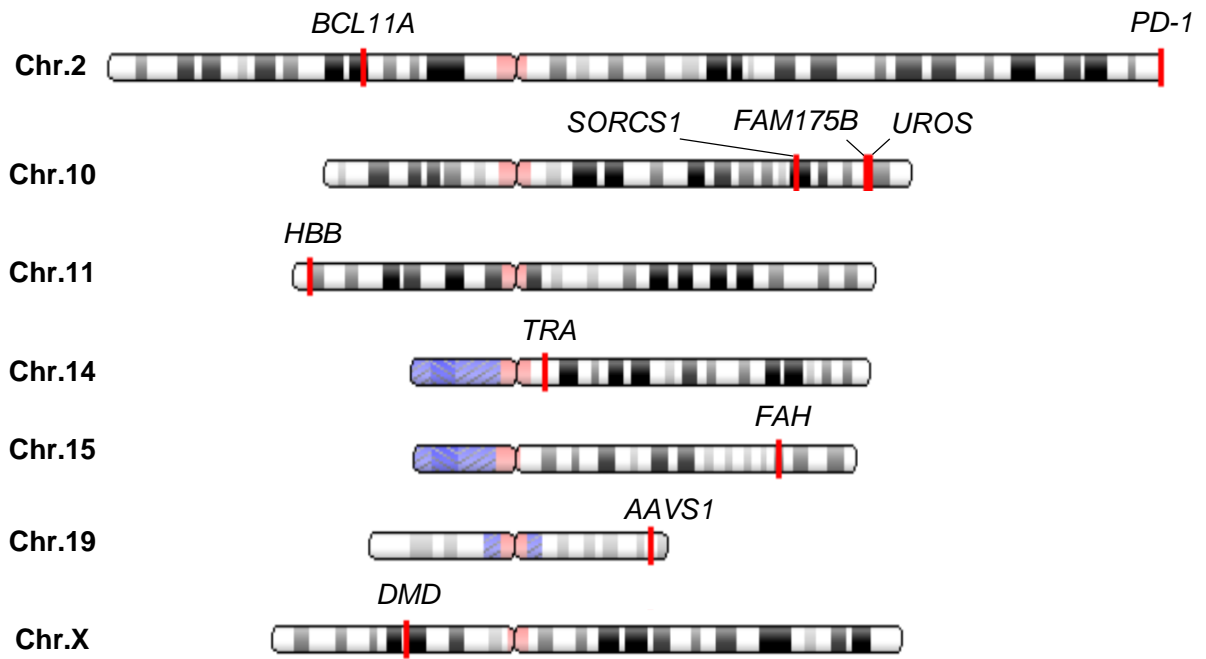 BCL11A PD-1
Chr.2
SORCS1 FAM175B UROS
Chr.10
HBB
Chr.11
TRA
Chr.14
FAH
Chr.15
AAVS1
Chr.19
DMD
Chr.X